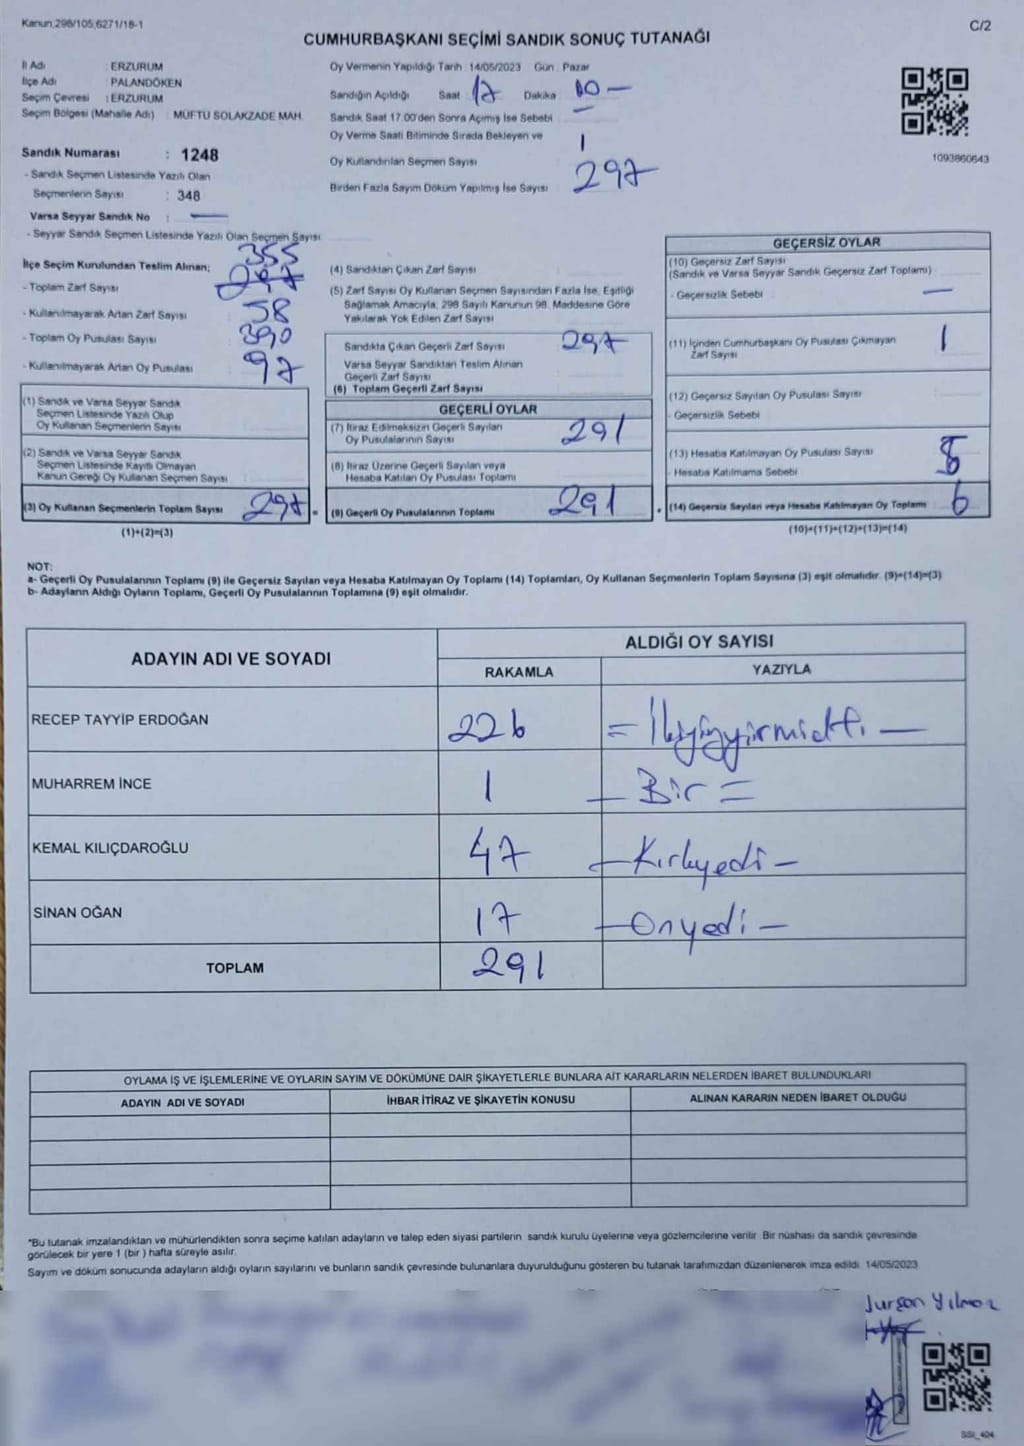 Kanun,298/105,6271/18-1
C/2
CUMHURBAŞKANI SEÇİMİ SANDIK SONUÇ TUTANAĞI
İl Adı : ERZURUM
İlçe Adı : PALANDÖKEN
Seçim Çevresi : ERZURUM
Seçim Bölgesi (Mahalle Adı) : MÜFTÜ SOLAKZADE MAH.
Sandık Numarası : 1248
- Sandık Seçmen Listesinde Yazılı Olan
Seçmenlerin Sayısı : 348
Varsa Seyyar Sandık No : —
- Seyyar Sandık Seçmen Listesinde Yazılı Olan Seçmen Sayısı:
Oy Vermenin Yapıldığı Tarih :14/05/2023 Gün : Pazar
Sandığın Açıldığı Saat : 17 Dakika : 00 —
Sandık Saat 17.00'den Sonra Açımış İse Sebebi : —
Oy Verme Saati Bitiminde Sırada Bekleyen ve
Oy Kullandırılan Seçmen Sayısı : 1
Birden Fazla Sayım Döküm Yapılmış İse Sayısı : 297
1093860643
İlçe Seçim Kurulundan Teslim Alınan; 355
- Toplam Zarf Sayısı : 297
- Kullanılmayarak Artan Zarf Sayısı : 58
- Toplam Oy Pusulası Sayısı : 390
- Kullanılmayarak Artan Oy Pusulası : 97
(1) Sandık ve Varsa Seyyar Sandık
Seçmen Listesinde Yazılı Olup
Oy Kullanan Seçmenlerin Sayısı :
(2) Sandık ve Varsa Seyyar Sandık
Seçmen Listesinde Kayıtlı Olmayan
Kanun Gereği Oy Kullanan Seçmen Sayısı :
(3) Oy Kullanan Seçmenlerin Toplam Sayısı : 297
(1)+(2)=(3)
(4) Sandıktan Çıkan Zarf Sayısı :
(5) Zarf Sayısı Oy Kullanan Seçmen Sayısından Fazla İse, Eşitliği
Sağlamak Amacıyla; 298 Sayılı Kanunun 98. Maddesine Göre
Yakılarak Yok Edilen Zarf Sayısı :
Sandıkta Çıkan Geçerli Zarf Sayısı : 297
Varsa Seyyar Sandıktan Teslim Alınan
Geçerli Zarf Sayısı :
(6) Toplam Geçerli Zarf Sayısı :
GEÇERLİ OYLAR
(7) İtiraz Edilmeksizin Geçerli Sayılan
Oy Pusulalarının Sayısı : 291
(8) İtiraz Üzerine Geçerli Sayılan veya
Hesaba Katılan Oy Pusulası Toplamı :
= (9) Geçerli Oy Pusulalarının Toplamı : 291
GEÇERSİZ OYLAR
(10) Geçersiz Zarf Sayısı
(Sandık ve Varsa Seyyar Sandık Geçersiz Zarf Toplamı) :
- Geçersizlik Sebebi : —
(11) İçinden Cumhurbaşkanı Oy Pusulası Çıkmayan
Zarf Sayısı : 1
(12) Geçersiz Sayılan Oy Pusulası Sayısı :
- Geçersizlik Sebebi :
(13) Hesaba Katılmayan Oy Pusulası Sayısı : 5
- Hesaba Katılmama Sebebi :
+ (14) Geçersiz Sayılan veya Hesaba Katılmayan Oy Toplamı : 6
(10)+(11)+(12)+(13)=(14)
NOT:
a- Geçerli Oy Pusulalarının Toplamı (9) ile Geçersiz Sayılan veya Hesaba Katılmayan Oy Toplamı (14) Toplamları, Oy Kullanan Seçmenlerin Toplam Sayısına (3) eşit olmalıdır. (9)+(14)=(3)
b- Adayların Aldığı Oyların Toplamı, Geçerli Oy Pusulalarının Toplamına (9) eşit olmalıdır.
ADAYIN ADI VE SOYADI ALDIĞI OY SAYISI
RAKAMLA YAZIYLA
RECEP TAYYİP ERDOĞAN 226 = İkiyüzyirmialtı —
MUHARREM İNCE 1 — Bir =
KEMAL KILIÇDAROĞLU 47 — Kırkyedi —
SİNAN OĞAN 17 — Onyedi —
TOPLAM 291
OYLAMA İŞ VE İŞLEMLERİNE VE OYLARIN SAYIM VE DÖKÜMÜNE DAİR ŞİKAYETLERLE BUNLARA AİT KARARLARIN NELERDEN İBARET BULUNDUKLARI
ADAYIN ADI VE SOYADI İHBAR İTİRAZ VE ŞİKAYETİN KONUSU ALINAN KARARIN NEDEN İBARET OLDUĞU
*Bu tutanak imzalandıktan ve mühürlendikten sonra seçime katılan adayların ve talep eden siyasi partilerin sandık kurulu üyelerine veya gözlemcilerine verilir. Bir nüshası da sandık çevresinde
görülecek bir yere 1 (bir ) hafta süreyle asılır.
Sayım ve döküm sonucunda adayların aldığı oyların sayılarını ve bunların sandık çevresinde bulunanlara duyurulduğunu gösteren bu tutanak tarafımızdan düzenlenerek imza edildi. 14/05/2023
Yılmaz
SSI_404